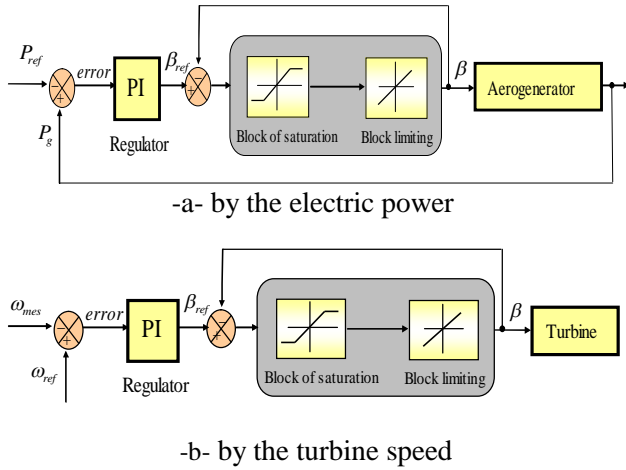 P_ref
error
PI
β_ref
β
Aerogenerator
P_g
Regulator
Block of saturation
Block limiting
-a- by the electric power
ω_mes
error
PI
β_ref
β
Turbine
ω_ref
Regulator
Block of saturation
Block limiting
-b- by the turbine speed